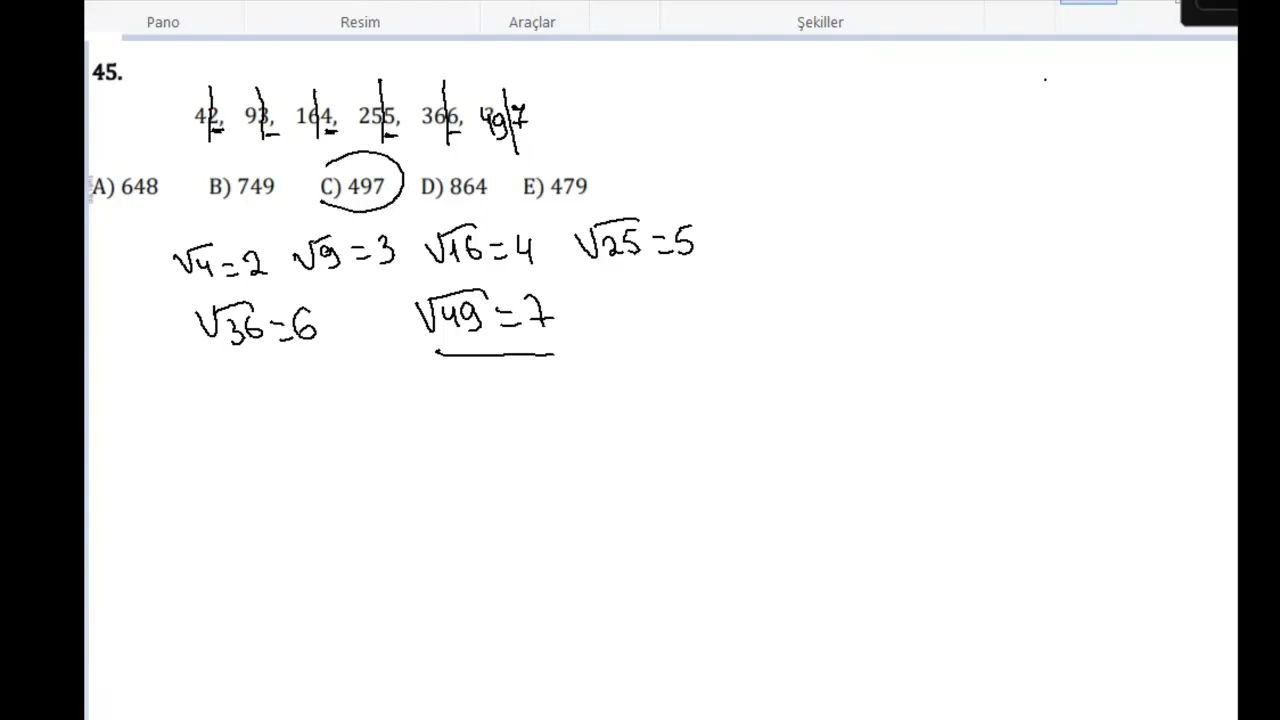 Pano Resim Araçlar Şekiller
45.
42, 93, 164, 255, 366, 497
A) 648 B) 749 C) 497 D) 864 E) 479
√4 = 2 √9 = 3 √16 = 4 √25 = 5
√36 = 6 √49 = 7